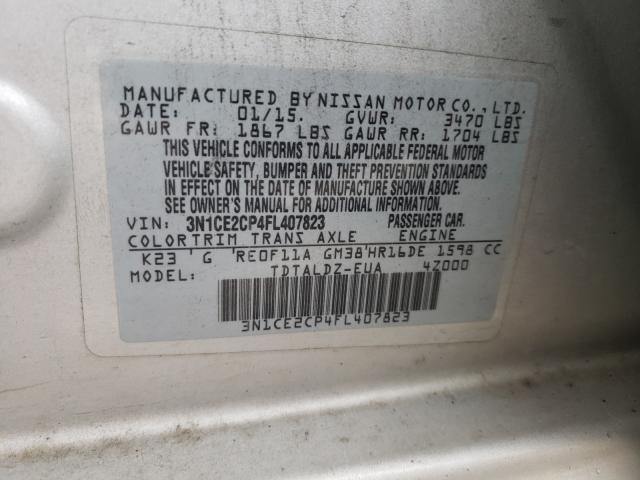 MANUFACTURED BY NISSAN MOTOR CO., LTD.
DATE: 01/15. GVWR: 3470 LBS
GAWR FR: 1867 LBS GAWR RR: 1704 LBS
THIS VEHICLE CONFORMS TO ALL APPLICABLE FEDERAL MOTOR
VEHICLE SAFETY, BUMPER AND THEFT PREVENTION STANDARDS
IN EFFECT ON THE DATE OF MANUFACTURE SHOWN ABOVE.
SEE OWNER'S MANUAL FOR ADDITIONAL INFORMATION.
VIN: 3N1CE2CP4FL407823 PASSENGER CAR.
COLOR TRIM TRANS AXLE ENGINE
K23 ' G 'RE0F11A GM38'HR16DE 1598 CC
MODEL: TDTALDZ-EUA 42000
3N1CE2CP4FL407823